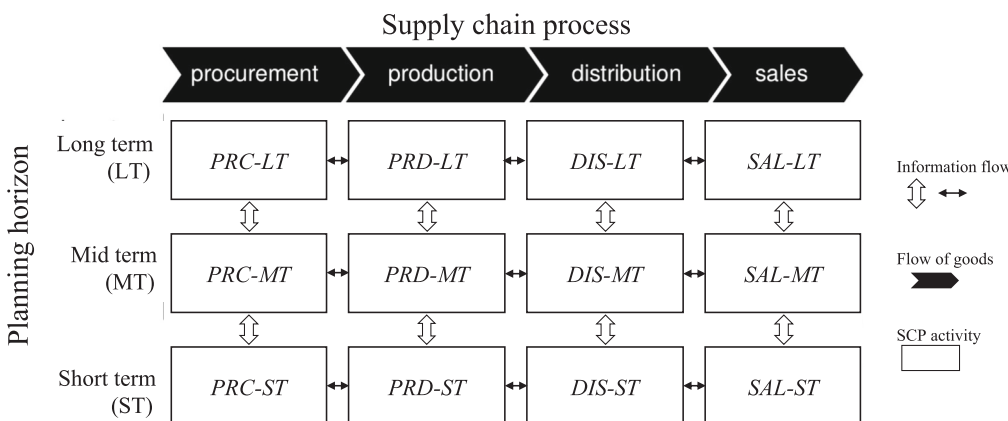 Supply chain process
procurement production distribution sales
Planning horizon
Long term
(LT)
PRC-LT PRD-LT DIS-LT SAL-LT
Mid term
(MT)
PRC-MT PRD-MT DIS-MT SAL-MT
Short term
(ST)
PRC-ST PRD-ST DIS-ST SAL-ST
Information flow
Flow of goods
SCP activity